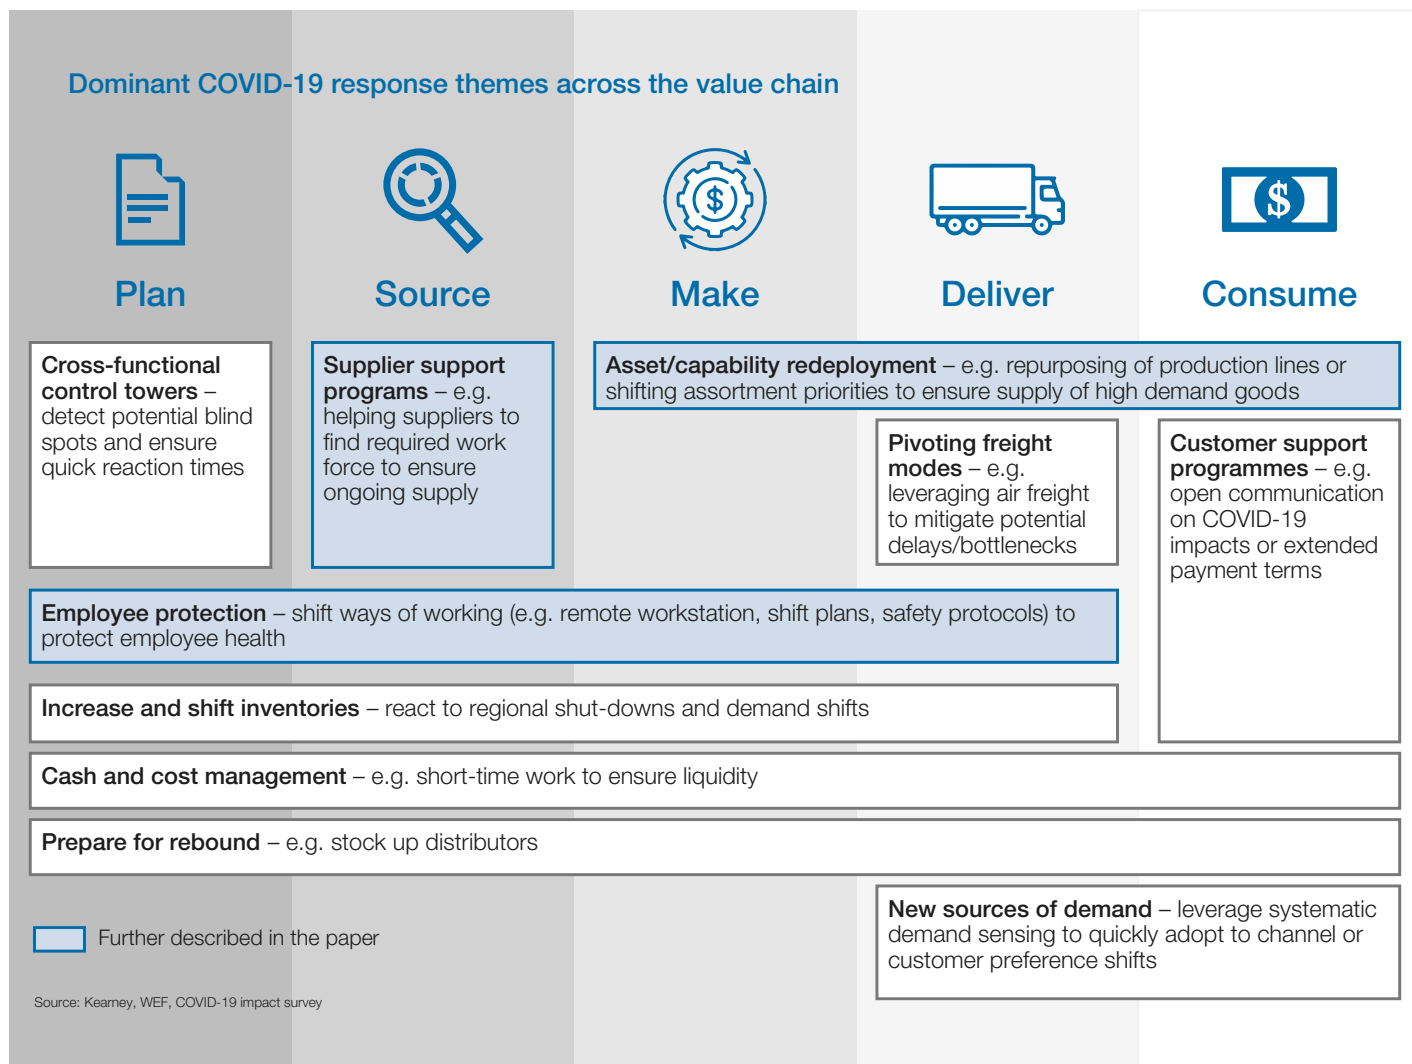 Dominant COVID-19 response themes across the value chain
Plan
Source
Make
Deliver
Consume
Cross-functional
control towers –
detect potential blind
spots and ensure
quick reaction times
Supplier support
programs – e.g.
helping suppliers to
find required work
force to ensure
ongoing supply
Asset/capability redeployment – e.g. repurposing of production lines or
shifting assortment priorities to ensure supply of high demand goods
Pivoting freight
modes – e.g.
leveraging air freight
to mitigate potential
delays/bottlenecks
Customer support
programmes – e.g.
open communication
on COVID-19
impacts or extended
payment terms
Employee protection – shift ways of working (e.g. remote workstation, shift plans, safety protocols) to
protect employee health
Increase and shift inventories – react to regional shut-downs and demand shifts
Cash and cost management – e.g. short-time work to ensure liquidity
Prepare for rebound – e.g. stock up distributors
New sources of demand – leverage systematic
demand sensing to quickly adopt to channel or
customer preference shifts
Further described in the paper
Source: Kearney, WEF, COVID-19 impact survey